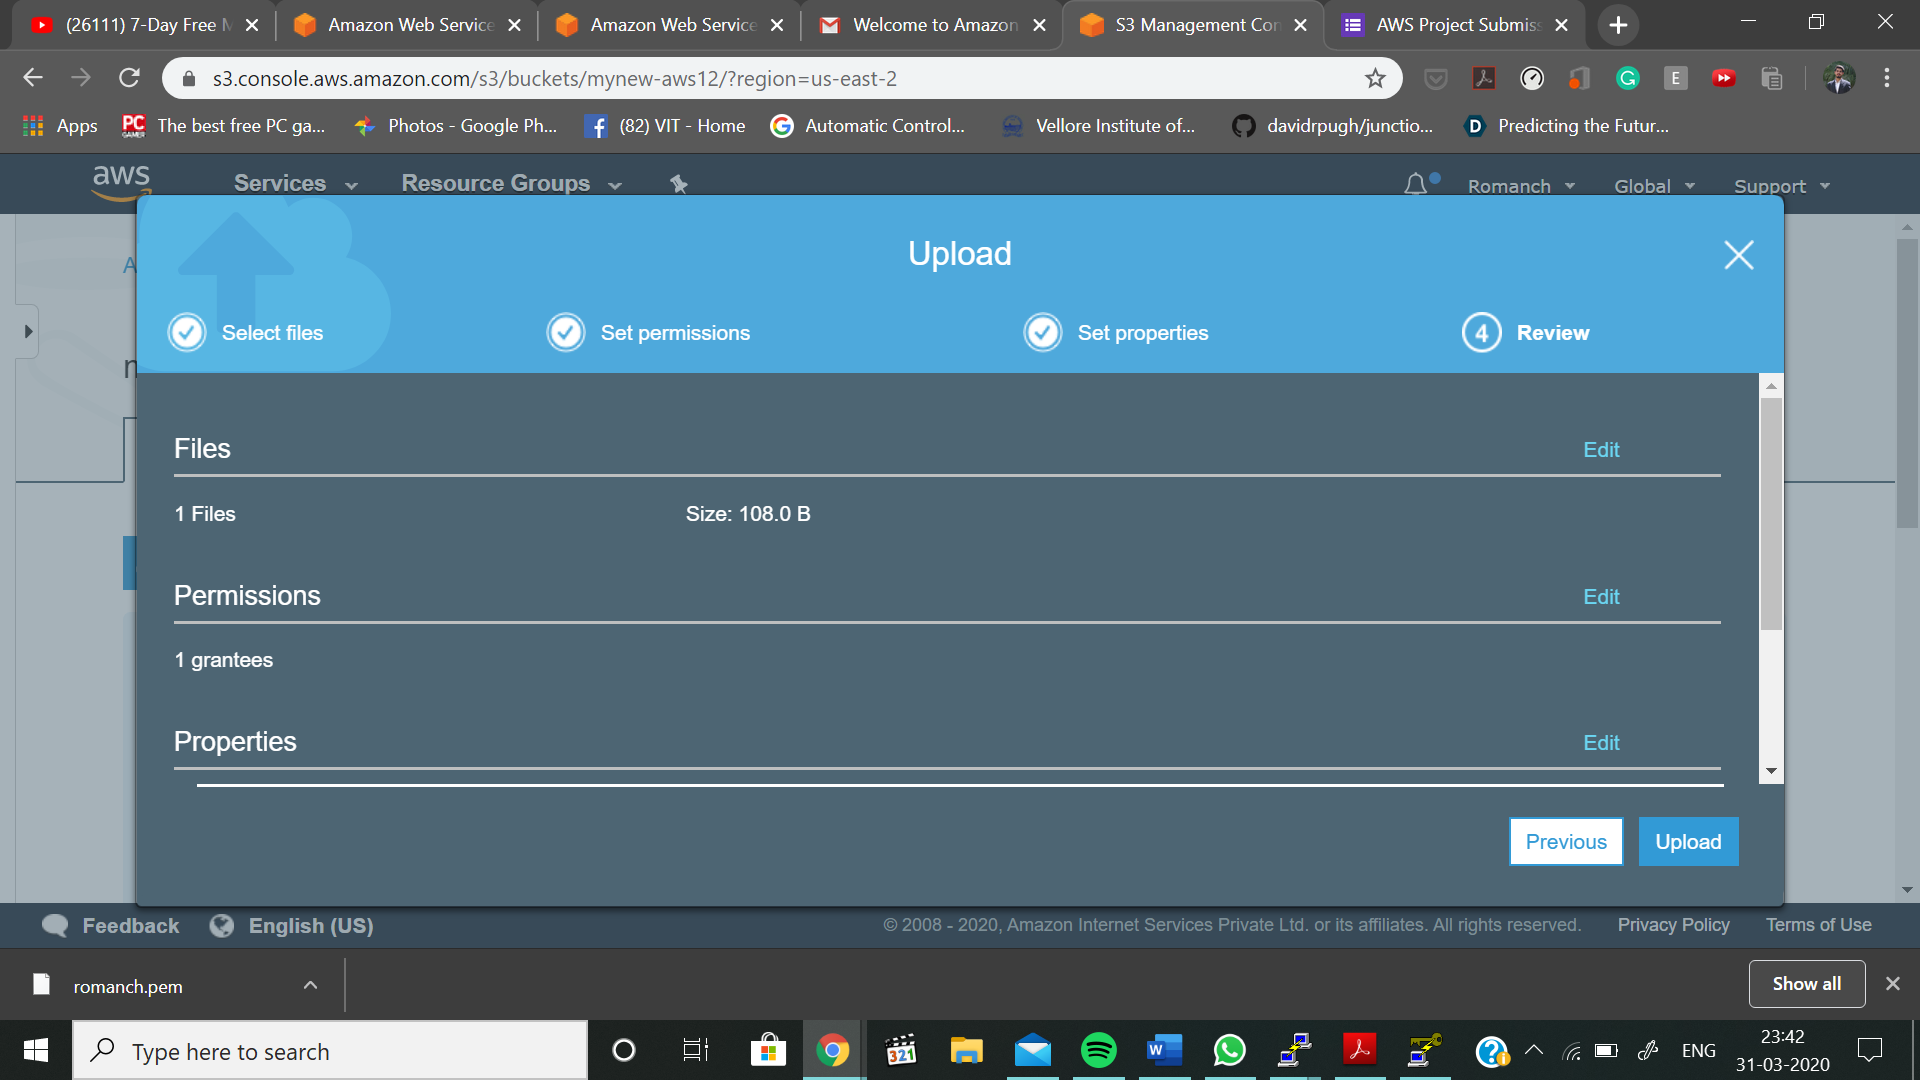 (26111) 7-Day Free M
Amazon Web Service
Amazon Web Service
Welcome to Amazon
S3 Management Con
AWS Project Submiss
s3.console.aws.amazon.com/s3/buckets/mynew-aws12/?region=us-east-2
Apps
The best free PC ga...
Photos - Google Ph...
(82) VIT - Home
Automatic Control...
Vellore Institute of...
davidrpugh/junctio...
Predicting the Futur...
aws
Services
Resource Groups
Romanch
Global
Support
Upload
Select files
Set permissions
Set properties
4 Review
Files
Edit
1 Files
Size: 108.0 B
Permissions
Edit
1 grantees
Properties
Edit
Previous
Upload
Feedback
English (US)
© 2008 - 2020, Amazon Internet Services Private Ltd. or its affiliates. All rights reserved.
Privacy Policy
Terms of Use
romanch.pem
Show all
Type here to search
321
ENG
23:42
31-03-2020